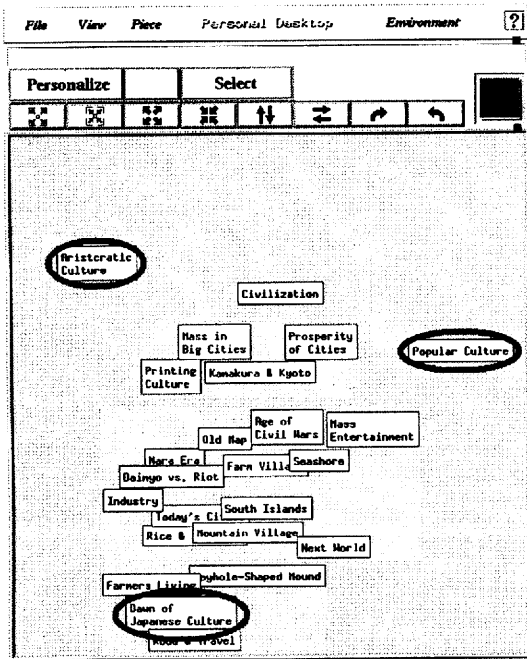 File View Piece Personal Desktop Environment ?
Personalize Select
Aristcratic
Culture
Civilization
Mass in
Big Cities
Prosperity
of Cities
Popular Culture
Printing
Culture
Kamakura & Kyoto
Age of
Civil Wars
Mass
Entertainment
Old Map
Nara Era
Farm Villa
Seashore
Daimyo vs. Riot
Industry
South Islands
Today's Ci
Rice &
Mountain Village
Next World
yhole-Shaped Mound
Farmers Living
Dawn of
Japanese Culture
Travel